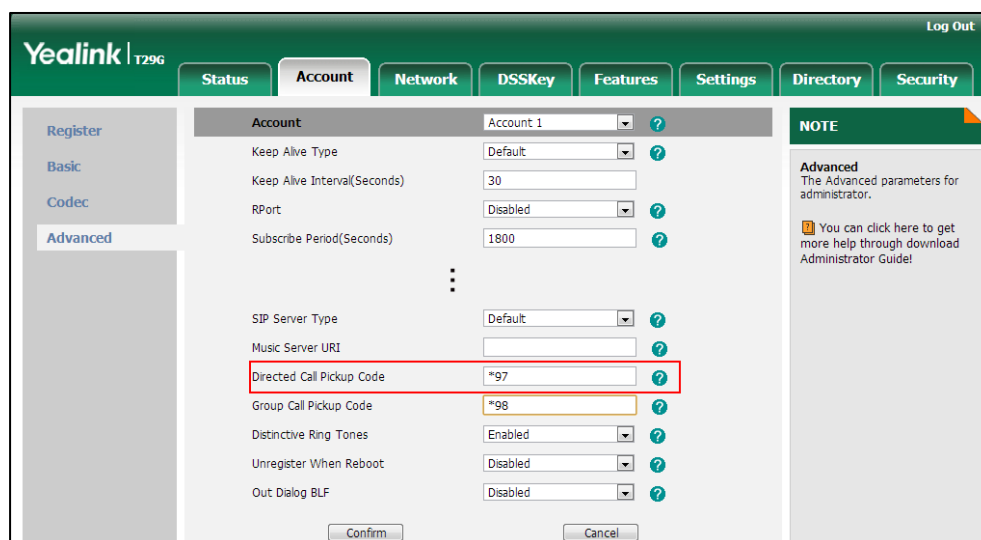 Log Out
Yealink | T29G
Status Account Network DSSKey Features Settings Directory Security
Register
Basic
Codec
Advanced
Account Account 1 ?
Keep Alive Type Default ?
Keep Alive Interval(Seconds) 30
RPort Disabled ?
Subscribe Period(Seconds) 1800 ?
SIP Server Type Default ?
Music Server URI ?
Directed Call Pickup Code *97 ?
Group Call Pickup Code *98 ?
Distinctive Ring Tones Enabled ?
Unregister When Reboot Disabled ?
Out Dialog BLF Disabled ?
Confirm Cancel
NOTE
Advanced
The Advanced parameters for
administrator.
? You can click here to get
more help through download
Administrator Guide!